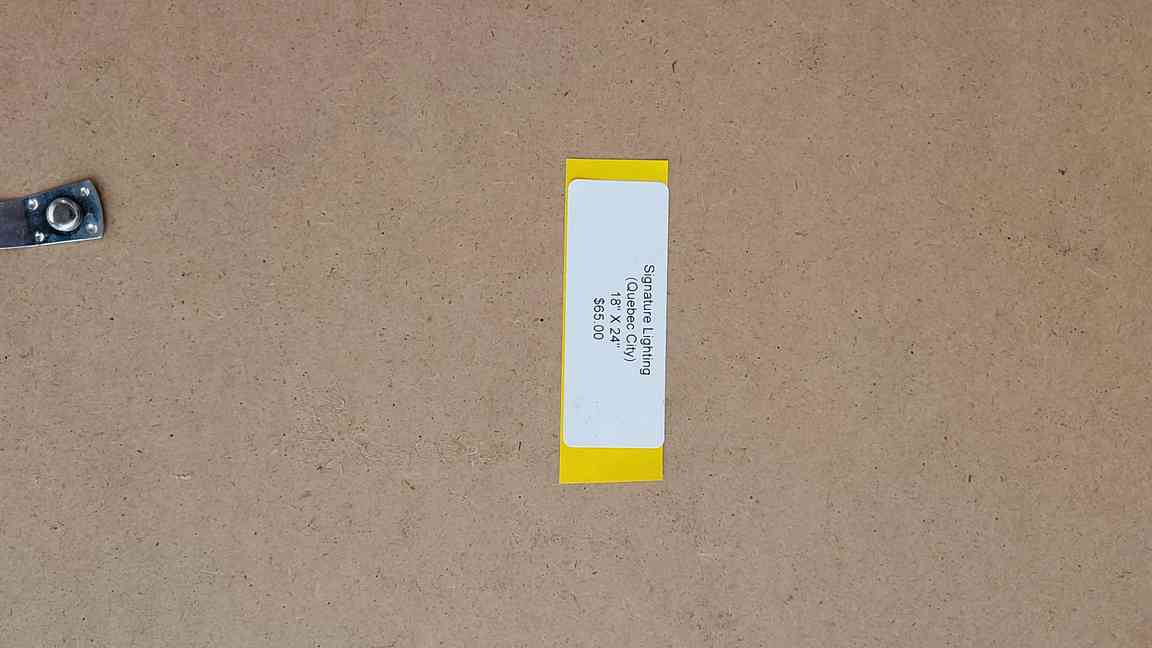 Signature Lighting
(Quebec City)
18" X 24"
$65.00